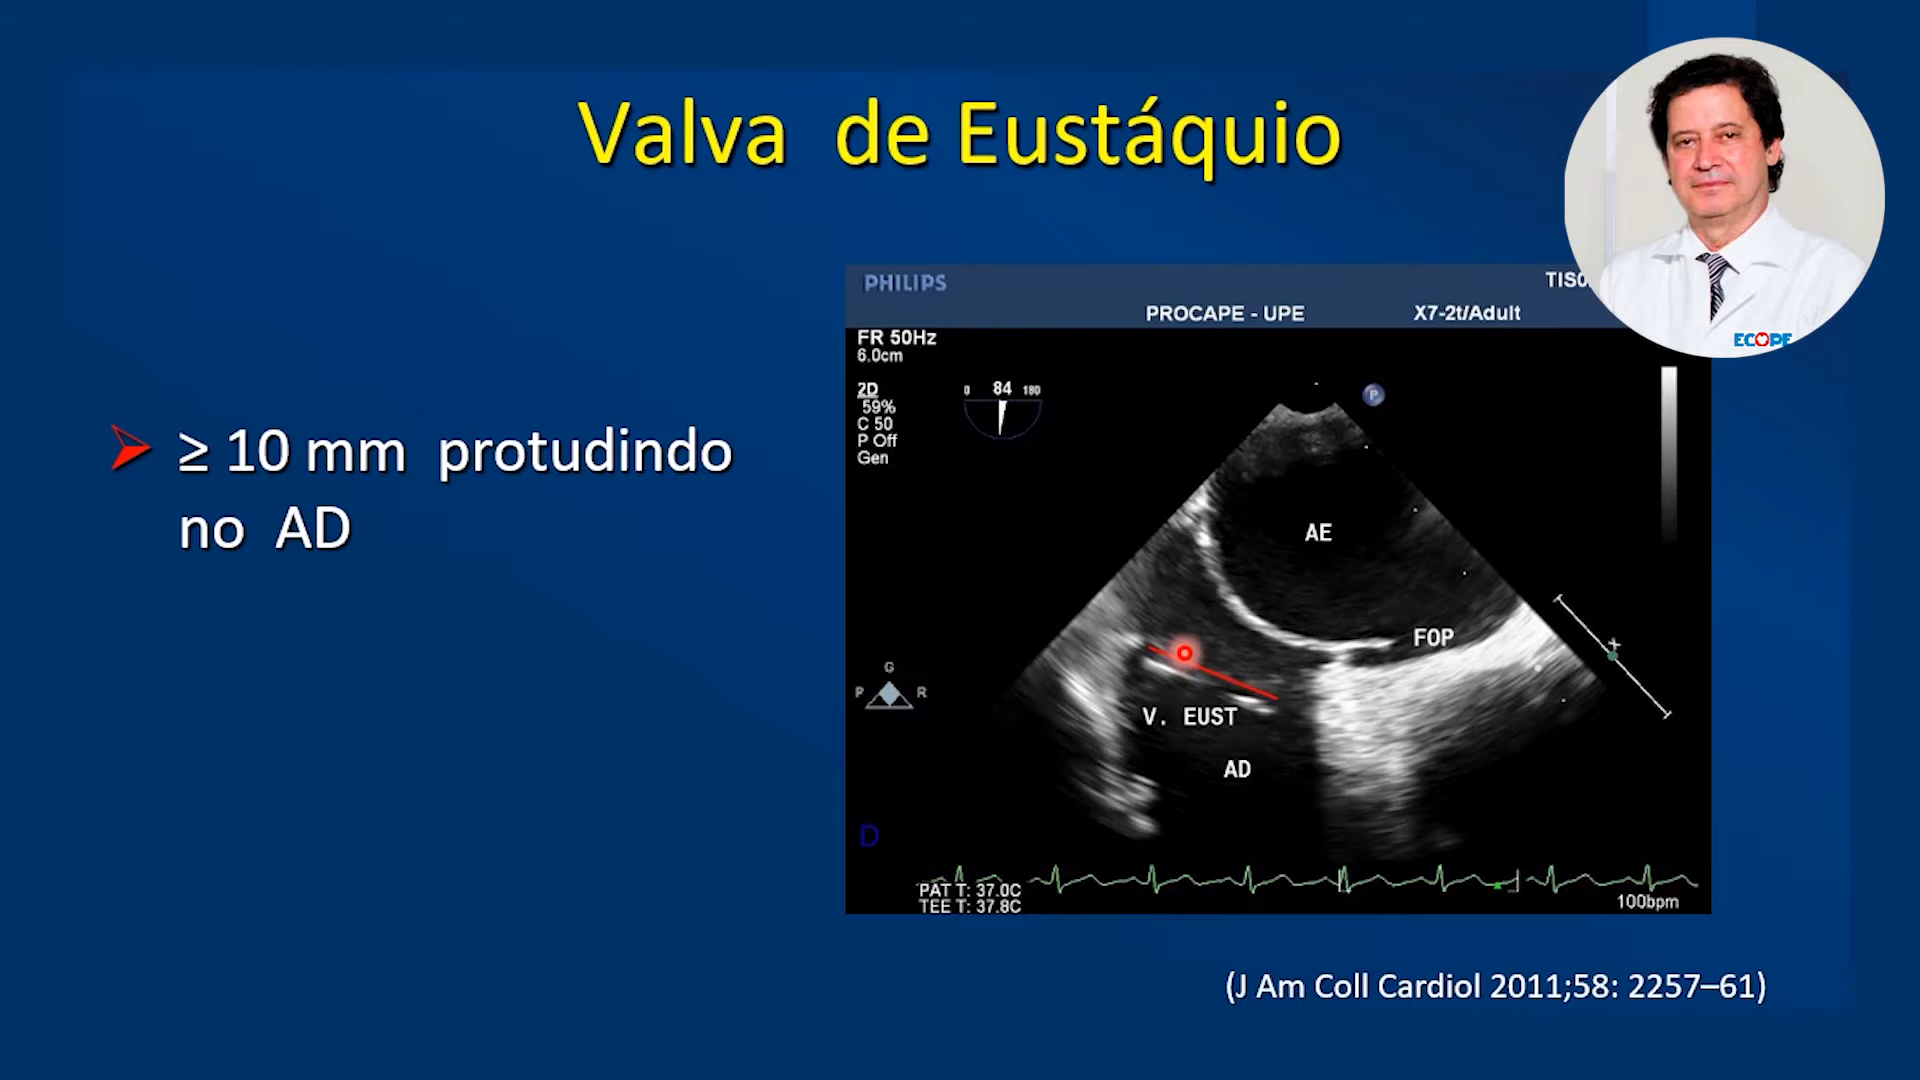 Valva de Eustáquio
≥ 10 mm protudindo
no AD
PHILIPS
TIS0.
PROCAPE - UPE
X7-2t/Adult
ECOPE
FR 50Hz
6.0cm
2D
59%
C 50
P Off
Gen
0 84 180
P
AE
FOP
G
P R
V. EUST
AD
D
PAT T: 37.0C
TEE T: 37.8C
100bpm
(J Am Coll Cardiol 2011;58: 2257–61)